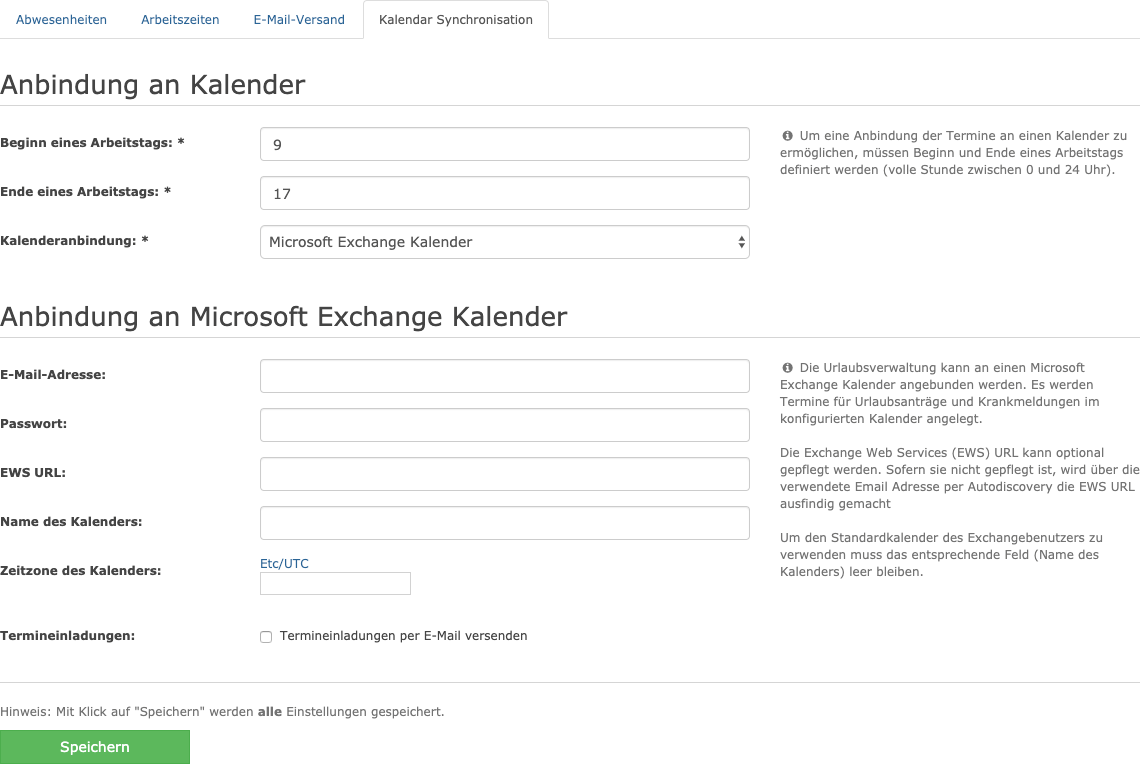 Abwesenheiten Arbeitszeiten E-Mail-Versand Kalendar Synchronisation
Anbindung an Kalender
Beginn eines Arbeitstags: * 9
Ende eines Arbeitstags: * 17
Kalenderanbindung: * Microsoft Exchange Kalender
Um eine Anbindung der Termine an einen Kalender zu
ermöglichen, müssen Beginn und Ende eines Arbeitstags
definiert werden (volle Stunde zwischen 0 und 24 Uhr).
Anbindung an Microsoft Exchange Kalender
E-Mail-Adresse:
Passwort:
EWS URL:
Name des Kalenders:
Zeitzone des Kalenders: Etc/UTC
Termineinladungen: Termineinladungen per E-Mail versenden
Die Urlaubsverwaltung kann an einen Microsoft
Exchange Kalender angebunden werden. Es werden
Termine für Urlaubsanträge und Krankmeldungen im
konfigurierten Kalender angelegt.
Die Exchange Web Services (EWS) URL kann optional
gepflegt werden. Sofern sie nicht gepflegt ist, wird über die
verwendete Email Adresse per Autodiscovery die EWS URL
ausfindig gemacht
Um den Standardkalender des Exchangebenutzers zu
verwenden muss das entsprechende Feld (Name des
Kalenders) leer bleiben.
Hinweis: Mit Klick auf "Speichern" werden alle Einstellungen gespeichert.
Speichern